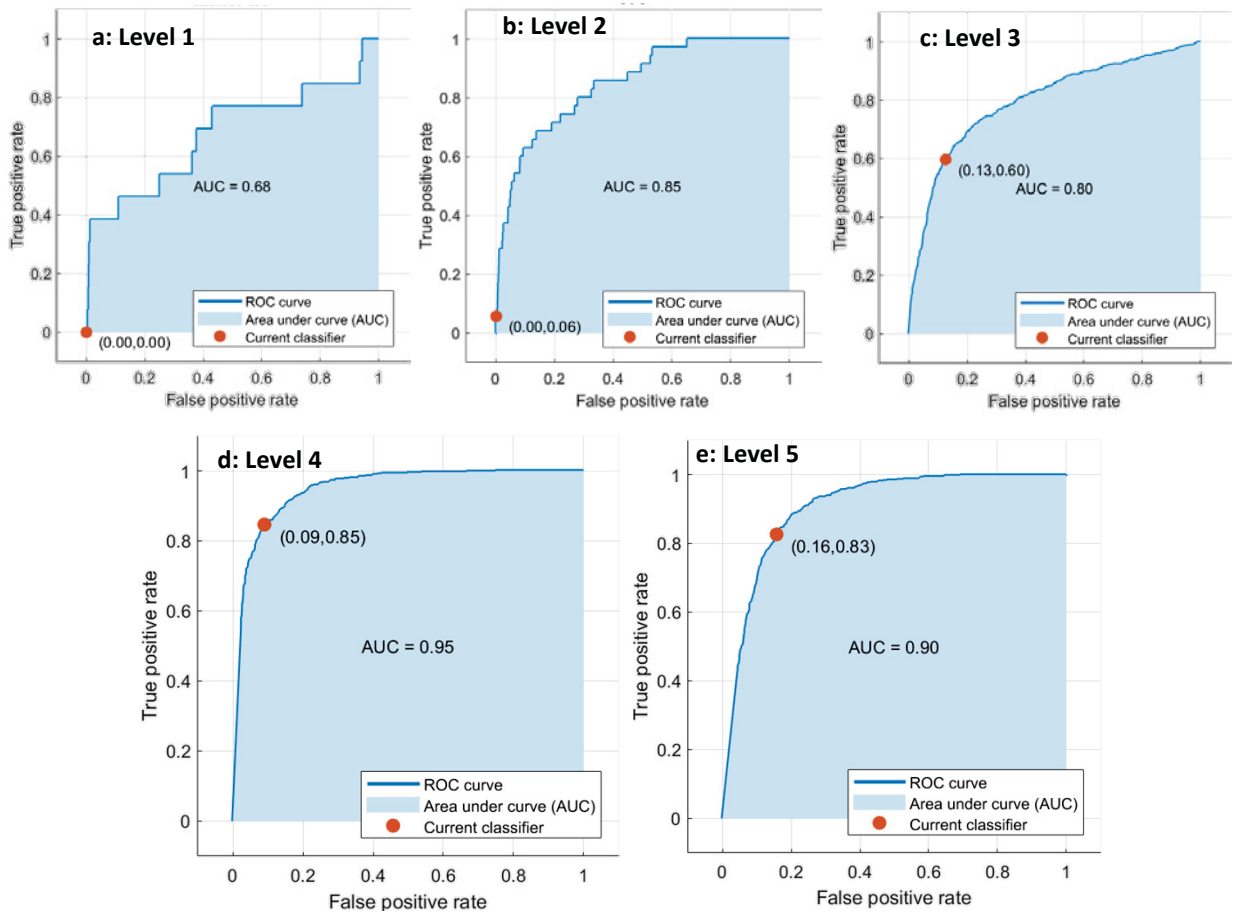 a: Level 1
1
0.8
0.6
0.4
0.2
0
True positive rate
AUC = 0.68
(0.00,0.00)
ROC curve
Area under curve (AUC)
Current classifier
0 0.2 0.4 0.6 0.8 1
False positive rate
b: Level 2
1
0.8
0.6
0.4
0.2
0
True positive rate
AUC = 0.85
(0.00,0.06)
ROC curve
Area under curve (AUC)
Current classifier
0 0.2 0.4 0.6 0.8 1
False positive rate
c: Level 3
1
0.8
0.6
0.4
0.2
0
True positive rate
(0.13,0.60)
AUC = 0.80
ROC curve
Area under curve (AUC)
Current classifier
0 0.2 0.4 0.6 0.8 1
False positive rate
d: Level 4
1
0.8
0.6
0.4
0.2
0
True positive rate
(0.09,0.85)
AUC = 0.95
ROC curve
Area under curve (AUC)
Current classifier
0 0.2 0.4 0.6 0.8 1
False positive rate
e: Level 5
1
0.8
0.6
0.4
0.2
0
True positive rate
(0.16,0.83)
AUC = 0.90
ROC curve
Area under curve (AUC)
Current classifier
0 0.2 0.4 0.6 0.8 1
False positive rate